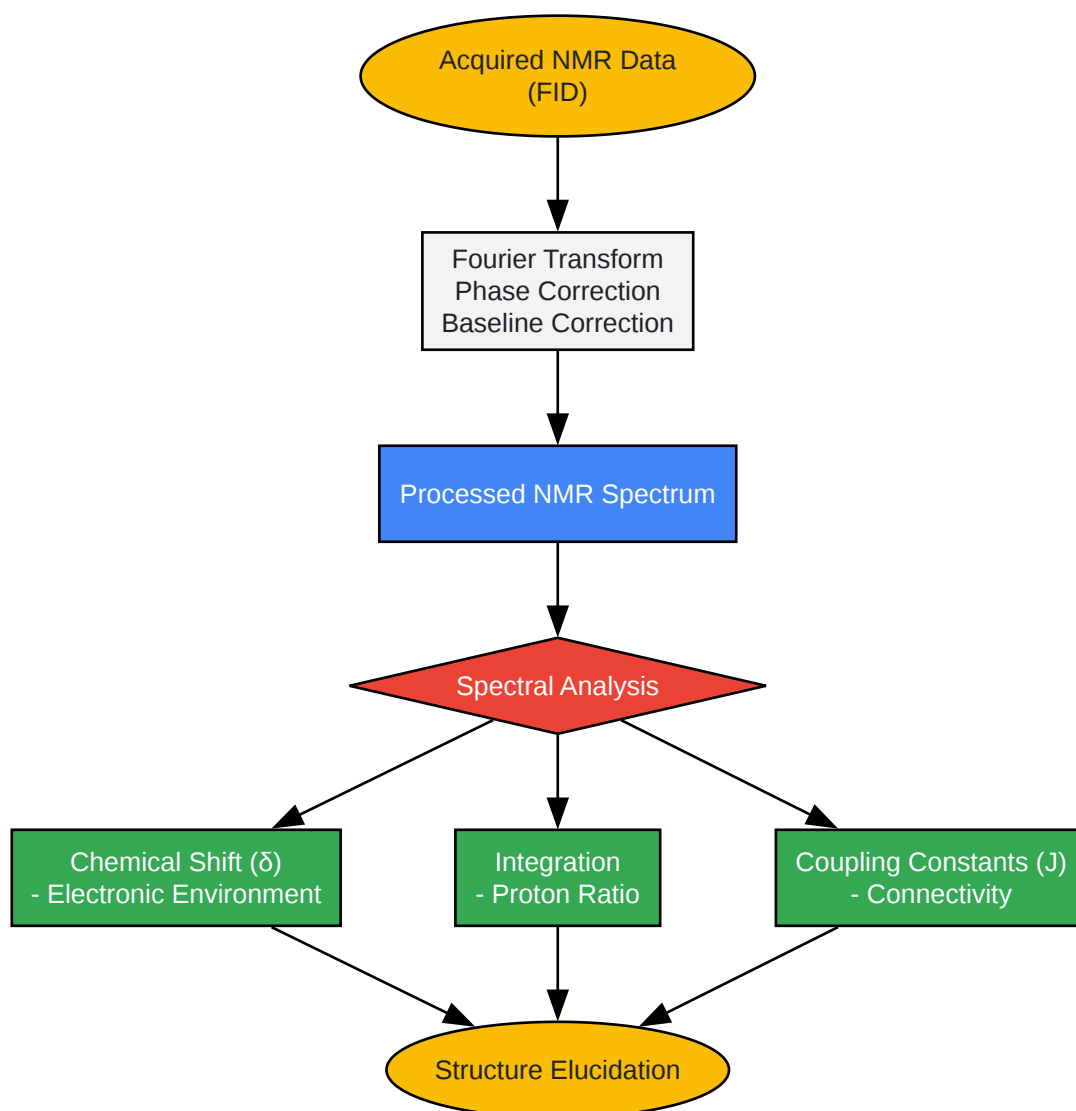 Acquired NMR Data
(FID)
Fourier Transform
Phase Correction
Baseline Correction
Processed NMR Spectrum
Spectral Analysis
Chemical Shift (δ)
- Electronic Environment
Integration
- Proton Ratio
Coupling Constants (J)
- Connectivity
Structure Elucidation